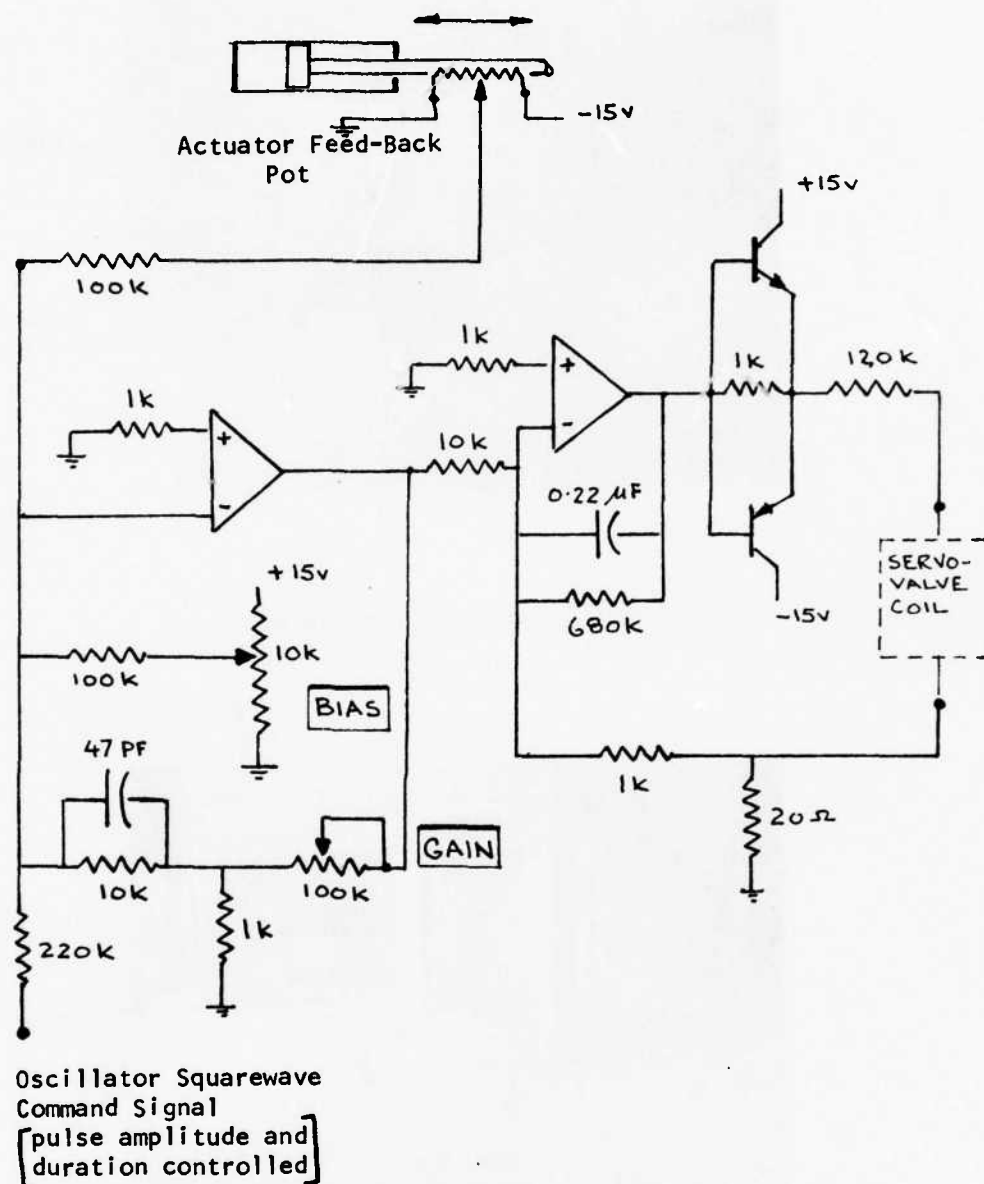 -15v
Actuator Feed-Back
Pot
+15v
100K
1k
+
-
1k
120K
1k
+
-
10k
0.22 µF
680K
-15v
SERVO-
VALVE
COIL
+15v
10k
100K
BIAS
47 PF
10k
100k
GAIN
1k
1k
20Ω
220K
Oscillator Squarewave
Command Signal
[pulse amplitude and
duration controlled]